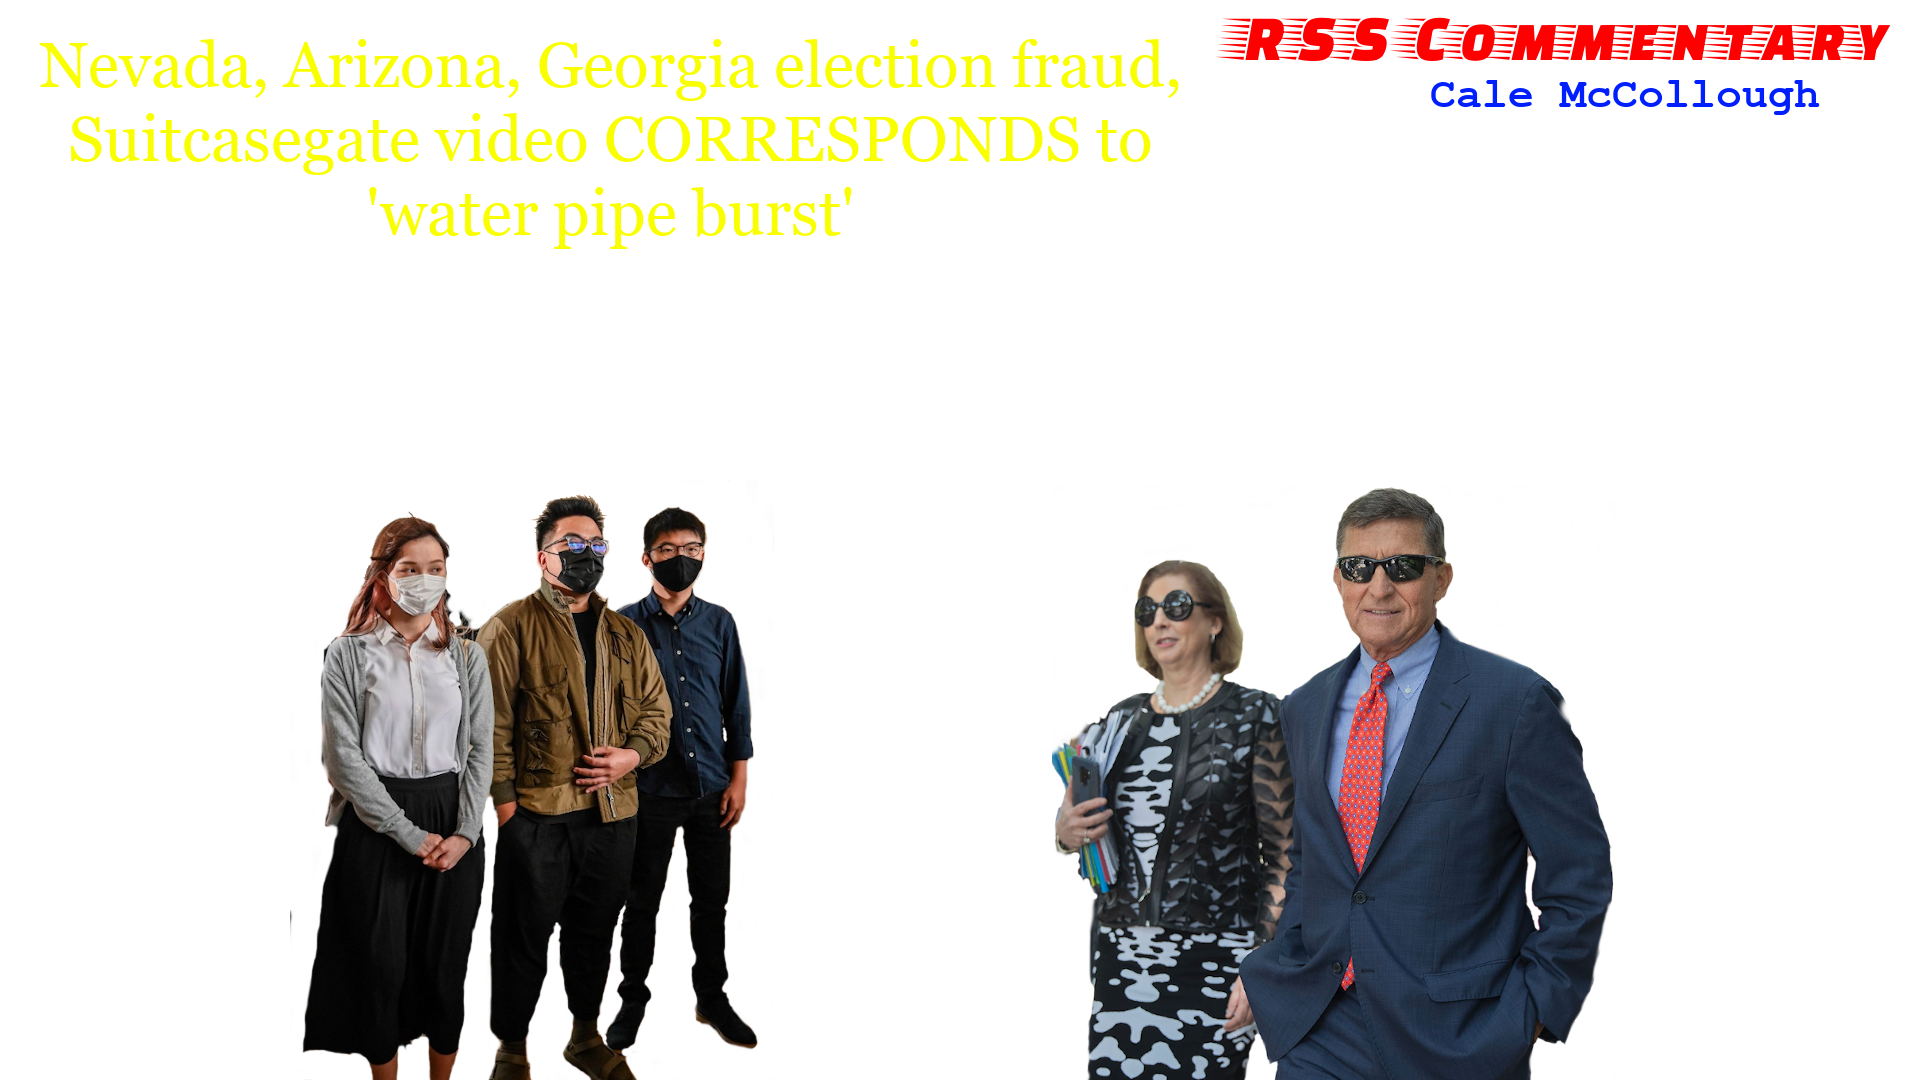 Nevada, Arizona, Georgia election fraud,
Suitcasegate video CORRESPONDS to
'water pipe burst'
RSS COMMENTARY
Cale McCollough